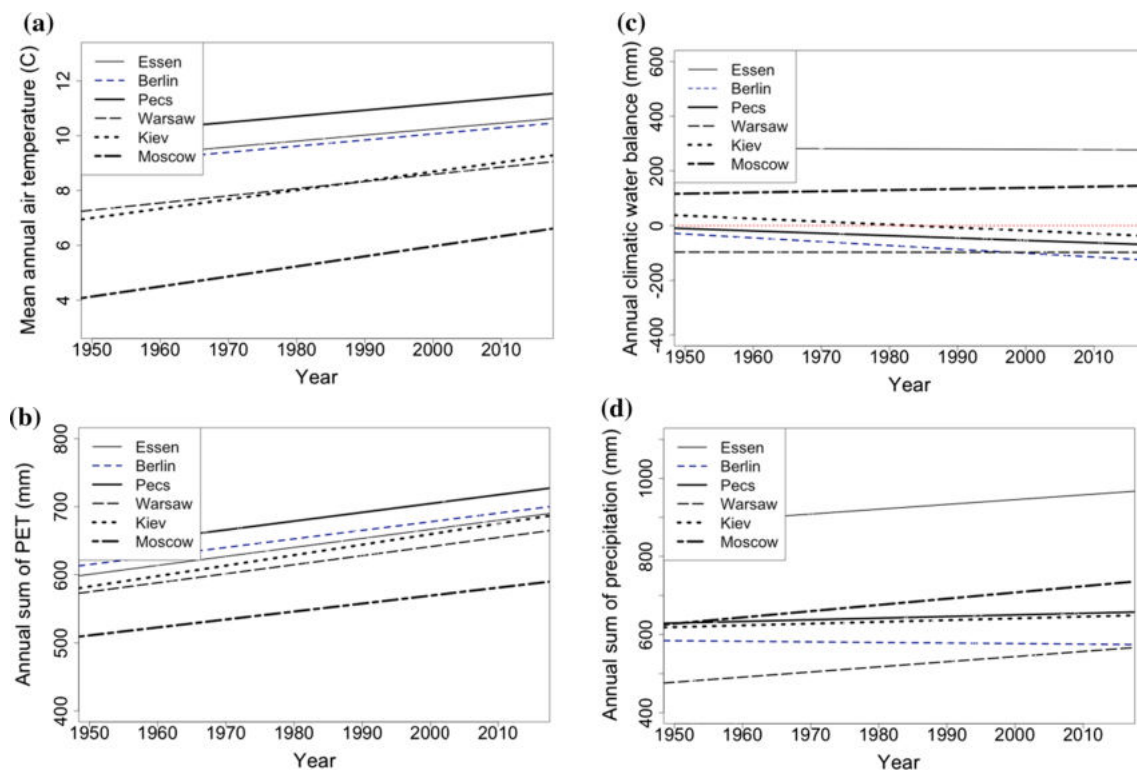 (a)
Mean annual air temperature (C)
12
10
8
6
4
Essen
Berlin
Pecs
Warsaw
Kiev
Moscow
1950 1960 1970 1980 1990 2000 2010
Year
(c)
Annual climatic water balance (mm)
600
400
200
0
-200
-400
Essen
Berlin
Pecs
Warsaw
Kiev
Moscow
1950 1960 1970 1980 1990 2000 2010
Year
(b)
Annual sum of PET (mm)
800
700
600
500
400
Essen
Berlin
Pecs
Warsaw
Kiev
Moscow
1950 1960 1970 1980 1990 2000 2010
Year
(d)
Annual sum of precipitation (mm)
1000
800
600
400
Essen
Berlin
Pecs
Warsaw
Kiev
Moscow
1950 1960 1970 1980 1990 2000 2010
Year